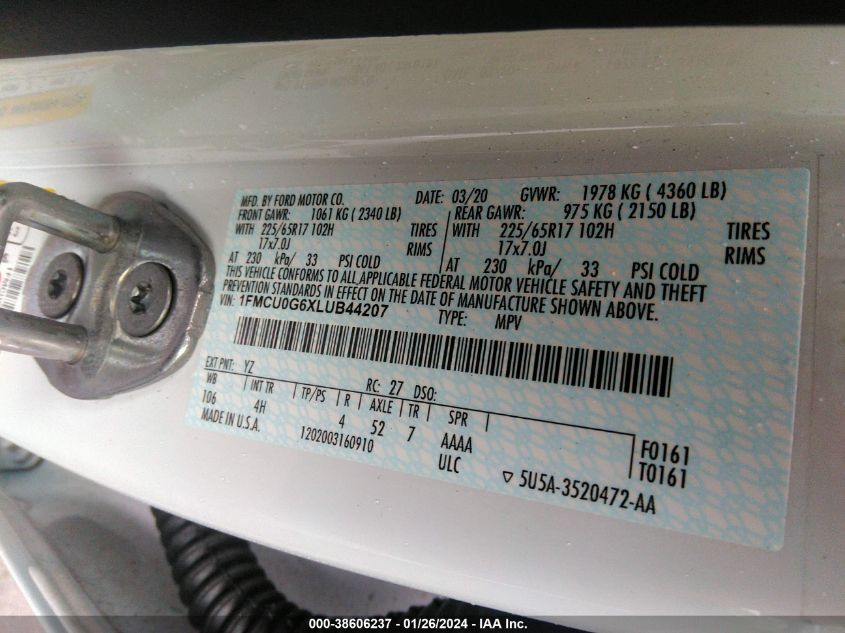 MFD. BY FORD MOTOR CO. DATE: 03/20 GVWR: 1978 KG ( 4360 LB)
FRONT GAWR: 1061 KG ( 2340 LB) REAR GAWR: 975 KG ( 2150 LB)
WITH 225/65R17 102H TIRES WITH 225/65R17 102H TIRES
17x7.0J RIMS 17x7.0J RIMS
AT 230 kPa/ 33 PSI COLD AT 230 kPa/ 33 PSI COLD
THIS VEHICLE CONFORMS TO ALL APPLICABLE FEDERAL MOTOR VEHICLE SAFETY AND THEFT
PREVENTION STANDARDS IN EFFECT ON THE DATE OF MANUFACTURE SHOWN ABOVE.
VIN: 1FMCU0G6XLUB44207 TYPE: MPV
EXT PNT: YZ RC: 27 DSO:
WB INT TR TP/PS R AXLE TR SPR
106 4H 4 52 7 AAAA F0161
MADE IN U.S.A. 1202003160910 ULC T0161
▽ 5U5A-3520472-AA
000-38606237 - 01/26/2024 - IAA Inc.